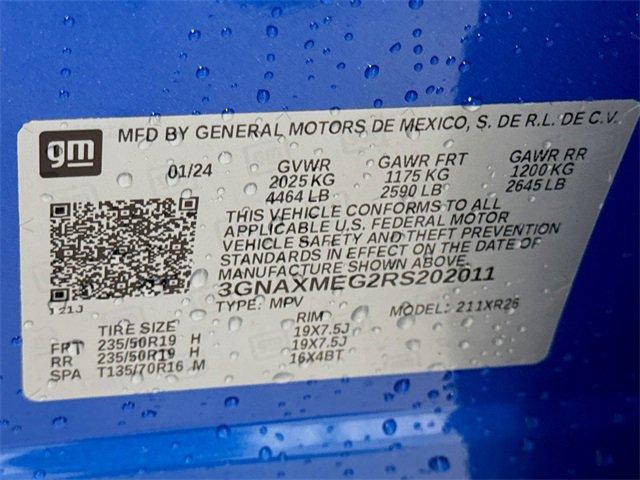 gm
MFD BY GENERAL MOTORS DE MEXICO, S. DE R.L. DE C.V.
01/24 GVWR GAWR FRT GAWR RR
2025 KG 1175 KG 1200 KG
4464 LB 2590 LB 2645 LB
THIS VEHICLE CONFORMS TO ALL
APPLICABLE U.S. FEDERAL MOTOR
VEHICLE SAFETY AND THEFT PREVENTION
STANDARDS IN EFFECT ON THE DATE OF
MANUFACTURE SHOWN ABOVE.
3GNAXMEG2RS202011
121J TYPE: MPV MODEL: 211XR26
TIRE SIZE RIM
FRT 235/50R19 H 19X7.5J
RR 235/50R19 H 19X7.5J
SPA T135/70R16 M 16X4BT